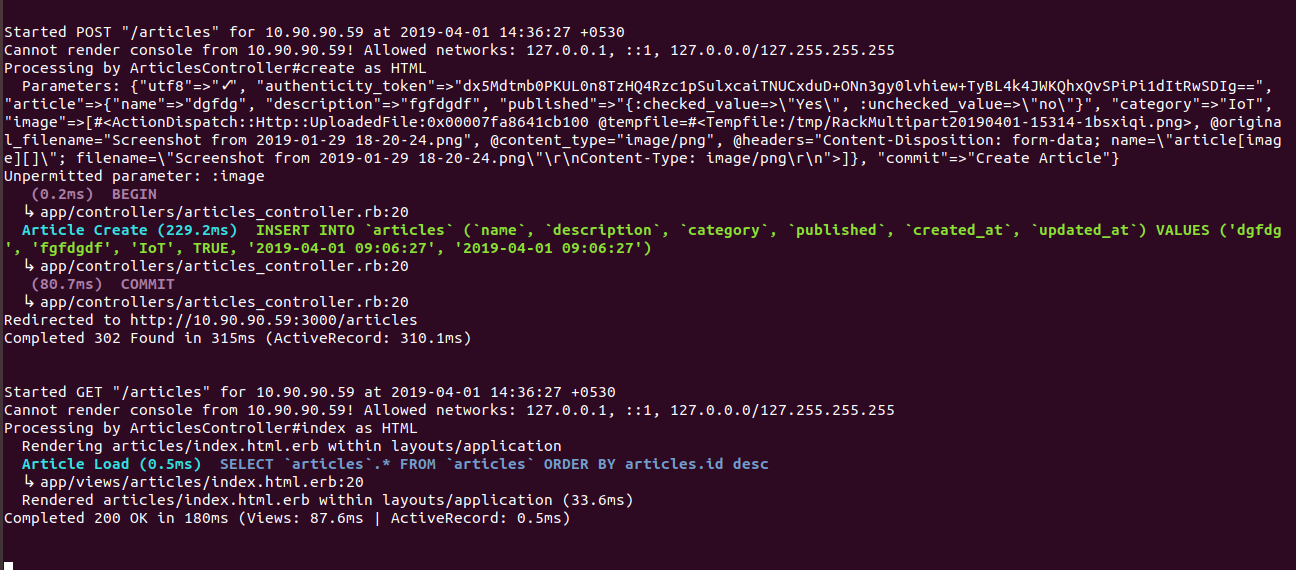 Started POST "/articles" for 10.90.90.59 at 2019-04-01 14:36:27 +0530
Cannot render console from 10.90.90.59! Allowed networks: 127.0.0.1, ::1, 127.0.0.0/127.255.255.255
Processing by ArticlesController#create as HTML
Parameters: {"utf8"=>"✓", "authenticity_token"=>"dx5Mdtmb0PKUL0n8TzHQ4Rzc1pSulxcaiTNUCxduD+ONn3gy0lvhiew+TyBL4k4JWKQhxQvSPiPi1dItRwSDIg==",
"article"=>{"name"=>"dgfdg", "description"=>"fgfdgdf", "published"=>"{:checked_value=>\"Yes\", :unchecked_value=>\"no\"}", "category"=>"IoT",
"image"=>[#<ActionDispatch::Http::UploadedFile:0x00007fa8641cb100 @tempfile=#<Tempfile:/tmp/RackMultipart20190401-15314-1bsxiqi.png>, @origina
l_filename="Screenshot from 2019-01-29 18-20-24.png", @content_type="image/png", @headers="Content-Disposition: form-data; name=\"article[imag
e][]\"; filename=\"Screenshot from 2019-01-29 18-20-24.png\"\r\nContent-Type: image/png\r\n">]}, "commit"=>"Create Article"}
Unpermitted parameter: :image
(0.2ms) BEGIN
↳ app/controllers/articles_controller.rb:20
Article Create (229.2ms) INSERT INTO `articles` (`name`, `description`, `category`, `published`, `created_at`, `updated_at`) VALUES ('dgfdg
', 'fgfdgdf', 'IoT', TRUE, '2019-04-01 09:06:27', '2019-04-01 09:06:27')
↳ app/controllers/articles_controller.rb:20
(80.7ms) COMMIT
↳ app/controllers/articles_controller.rb:20
Redirected to http://10.90.90.59:3000/articles
Completed 302 Found in 315ms (ActiveRecord: 310.1ms)
Started GET "/articles" for 10.90.90.59 at 2019-04-01 14:36:27 +0530
Cannot render console from 10.90.90.59! Allowed networks: 127.0.0.1, ::1, 127.0.0.0/127.255.255.255
Processing by ArticlesController#index as HTML
Rendering articles/index.html.erb within layouts/application
Article Load (0.5ms) SELECT `articles`.* FROM `articles` ORDER BY articles.id desc
↳ app/views/articles/index.html.erb:20
Rendered articles/index.html.erb within layouts/application (33.6ms)
Completed 200 OK in 180ms (Views: 87.6ms | ActiveRecord: 0.5ms)